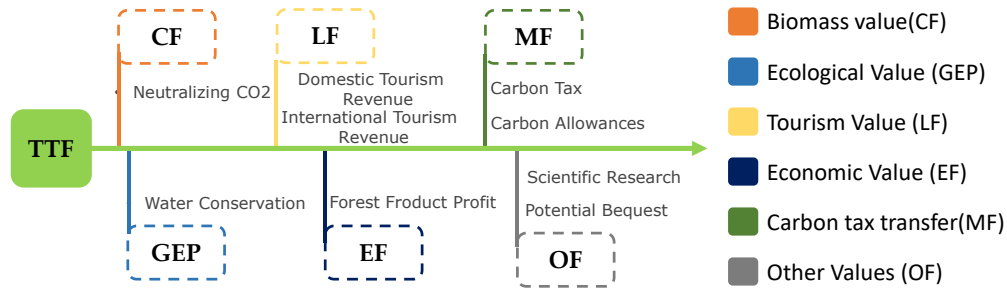 CF
LF
MF
Neutralizing CO2
Domestic Tourism
Revenue
International Tourism
Revenue
Carbon Tax
Carbon Allowances
TTF
Water Conservation
Forest Froduct Profit
Scientific Research
Potential Bequest
GEP
EF
OF
Biomass value(CF)
Ecological Value (GEP)
Tourism Value (LF)
Economic Value (EF)
Carbon tax transfer(MF)
Other Values (OF)